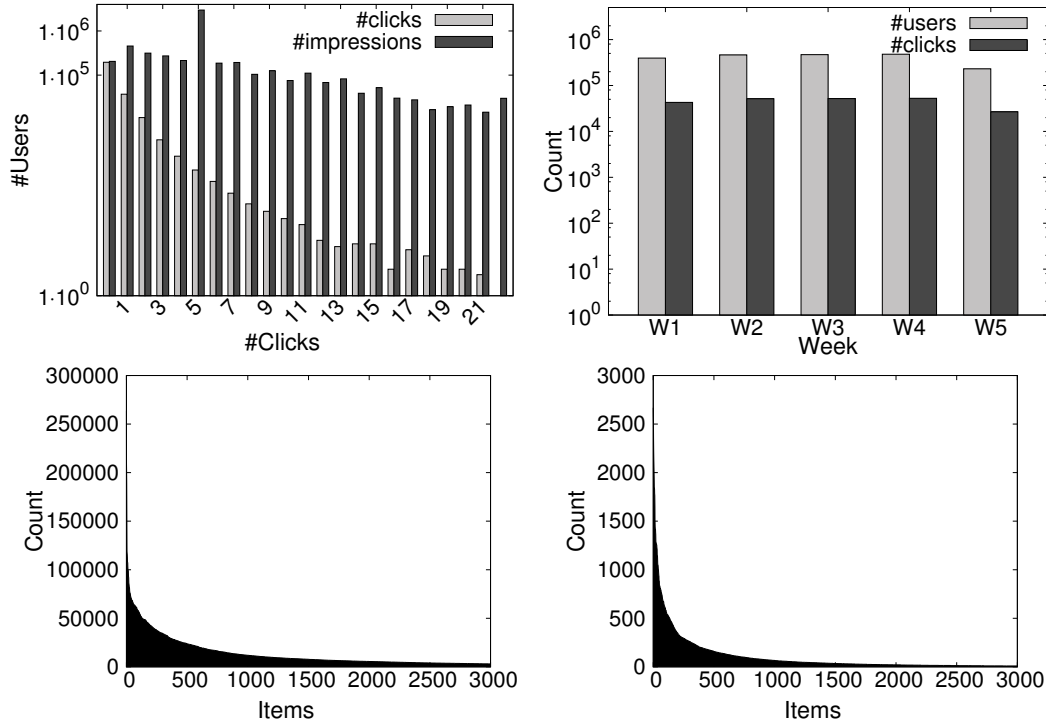 #clicks
#impressions
1·10^6
1·10^5
1·10^0
#Users
1 3 5 7 9 11 13 15 17 19 21
#Clicks
#users
#clicks
10^6
10^5
10^4
10^3
10^2
10^1
10^0
Count
W1 W2 W3 W4 W5
Week
300000
250000
200000
150000
100000
50000
0
Count
0 500 1000 1500 2000 2500 3000
Items
3000
2500
2000
1500
1000
500
0
Count
0 500 1000 1500 2000 2500 3000
Items